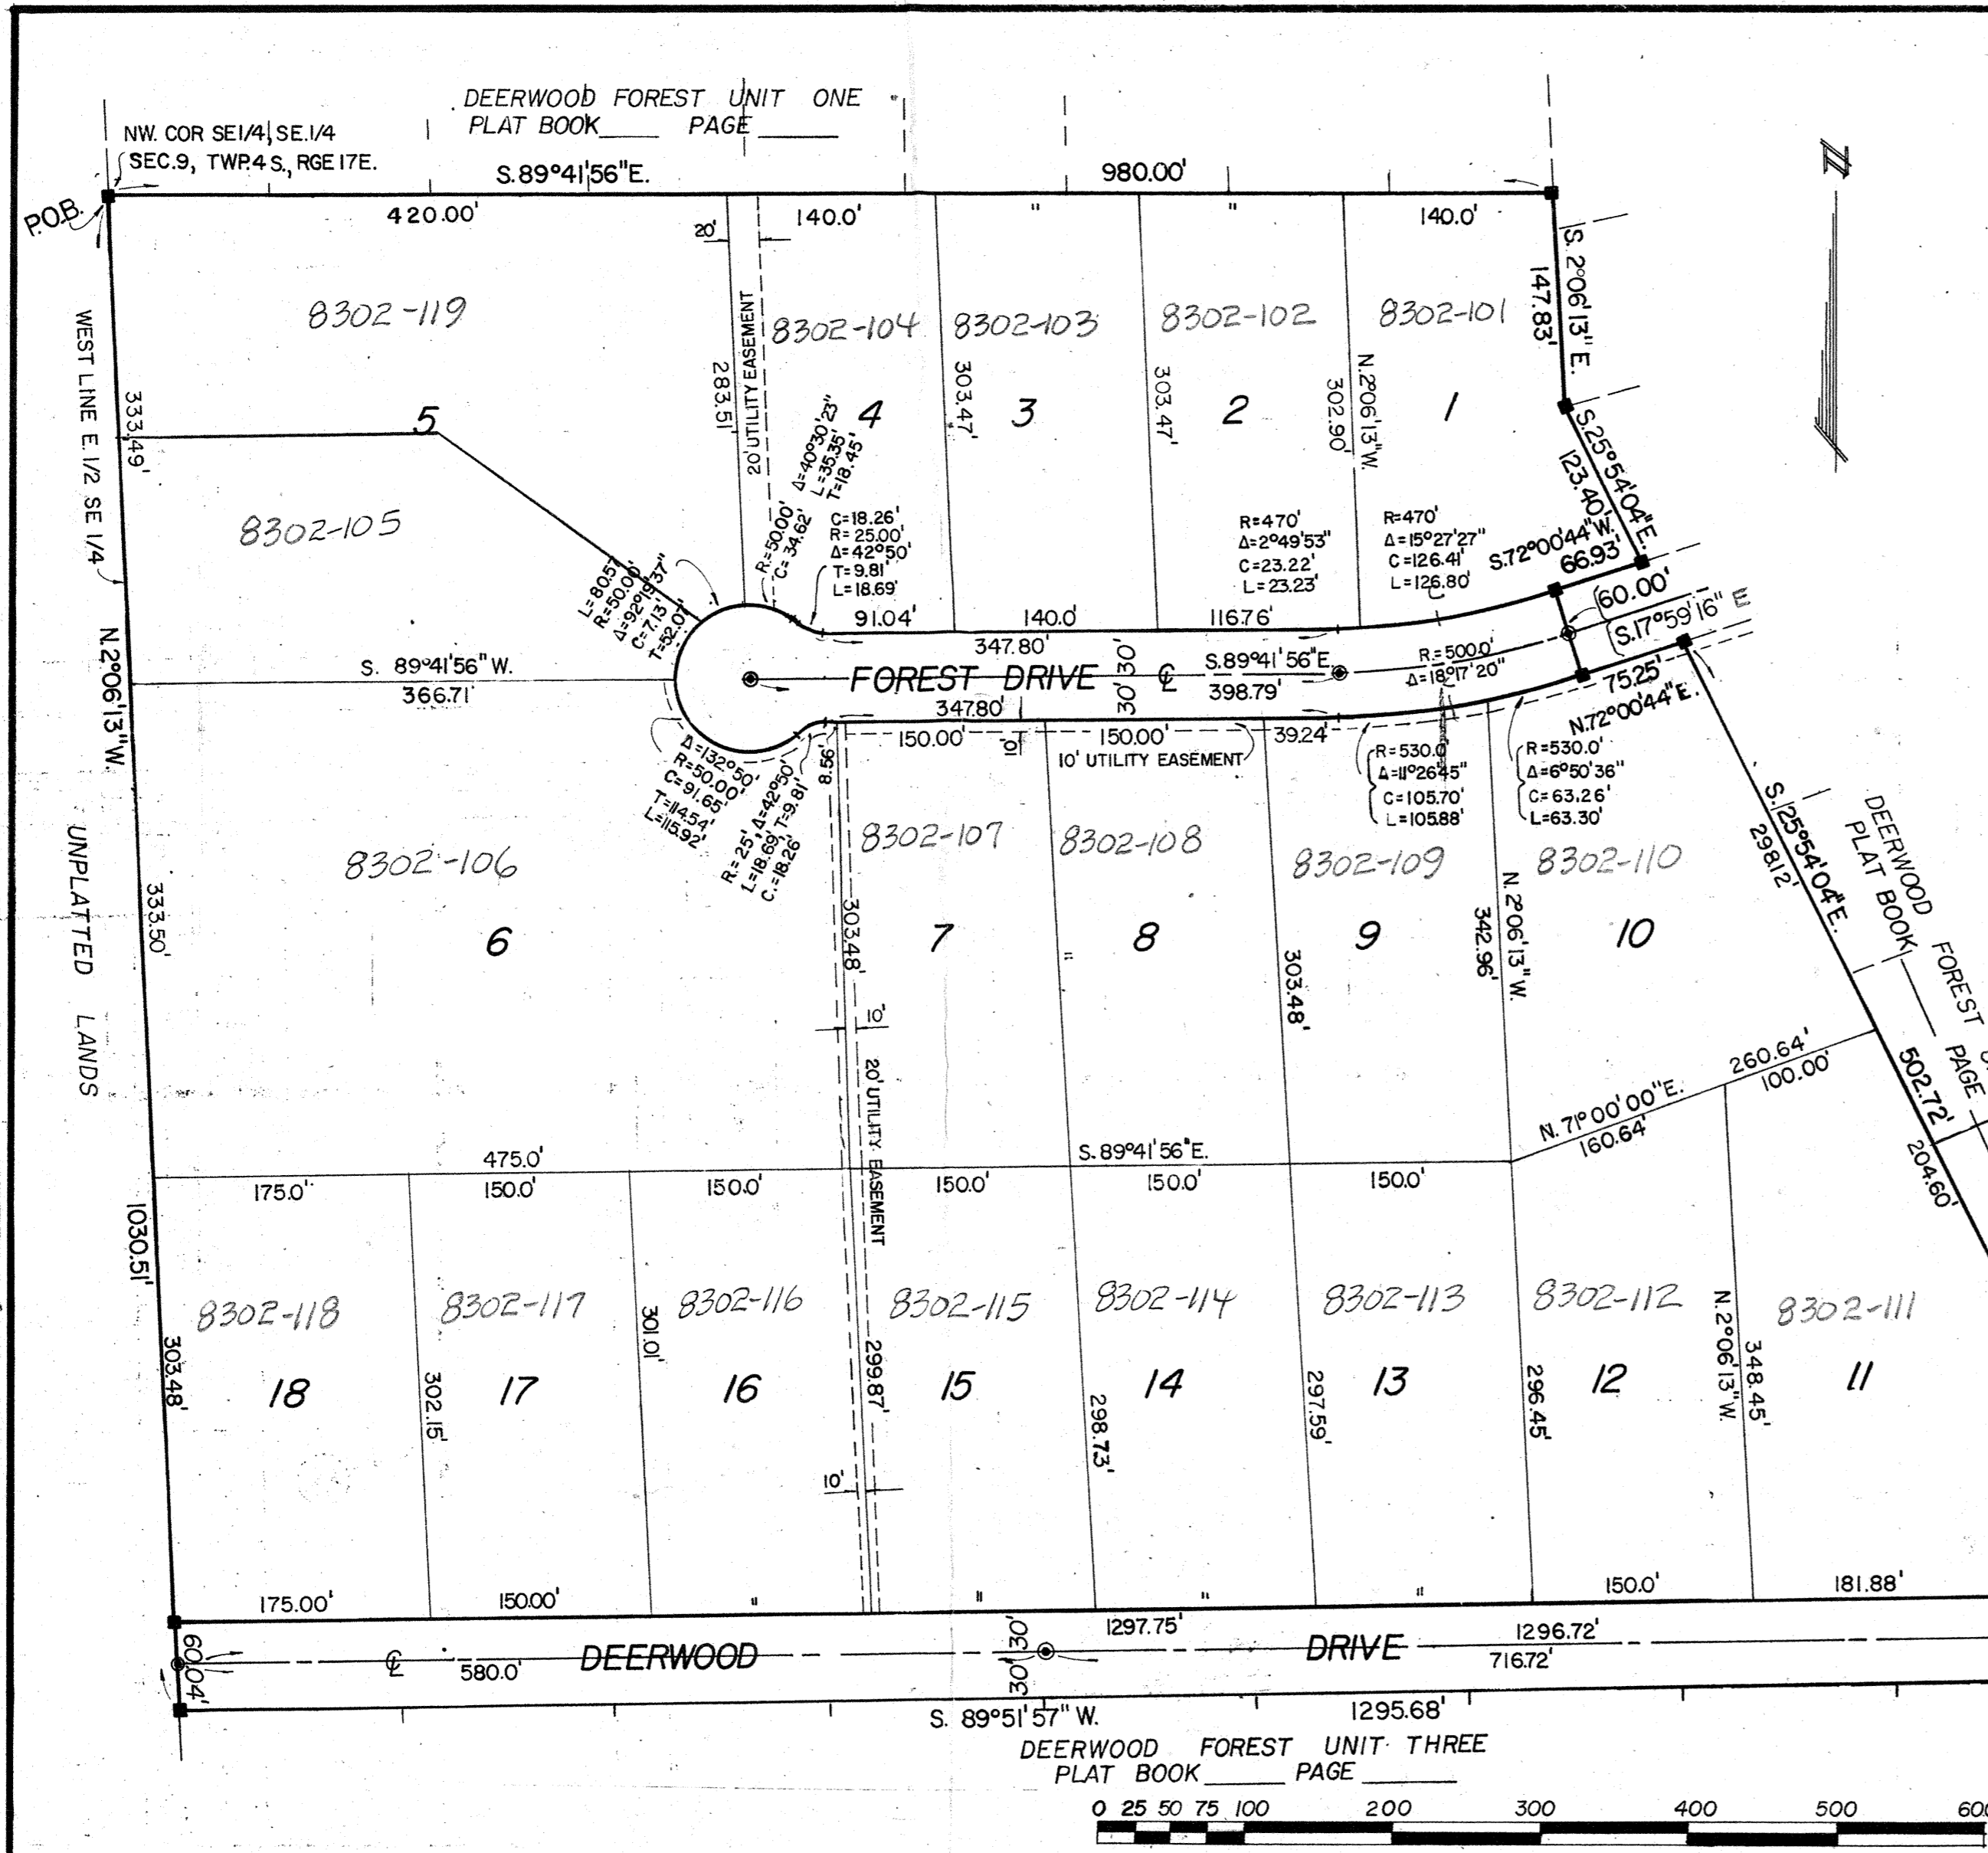 DEERWOOD FOREST UNIT ONE
PLAT BOOK____ PAGE____
NW. COR SE1/4, SE.1/4
SEC.9, TWP.4 S., RGE 17E.
P.O.B.
S.89°41'56"E.
980.00'
420.00'
20'
140.0'
"
"
140.0'
S. 2°06'13" E.
147.83'
8302-119
8302-104
8302-103
8302-102
8302-101
WEST LINE E.1/2 SE 1/4
333.49'
5
283.51'
20' UTILITY EASEMENT
4
303.47'
3
303.47'
2
302.90'
N.2°06'13"W.
1
S.25°54'04"E.
123.40'
8302-105
R.=50.00'
C=34.62'
Δ=40°30'23"
L=35.35'
T=18.45'
C=18.26'
R=25.00'
Δ=42°50'
T=9.81'
L=18.69'
R=470'
Δ=2°49'53"
C=23.22'
L=23.23'
R=470'
Δ=15°27'27"
C=126.41'
L=126.80'
S.72°00'44"W.
66.93'
60.00'
S.17°59'16" E
L=80.57'
R=50.00'
Δ=92°19'37"
C=7.13'
T=52.07'
91.04'
140.0'
116.76'
347.80'
S. 89°41'56" W.
366.71'
FOREST DRIVE
30' 30'
℄
S.89°41'56"E.
398.79'
R=500.0'
Δ=18°17'20"
75.25'
N.72°00'44"E.
347.80'
150.00'
10'
150.00'
39.24'
10' UTILITY EASEMENT
N.2°06'13"W.
Δ=132°50'
R=50.00'
C=91.65'
T=114.54'
L=115.92'
R.=25' Δ=42°50'
L=18.69' T=9.81'
C.=18.26'
8.56'
R=530.0'
Δ=11°26'45"
C=105.70'
L=105.88'
R=530.0'
Δ=6°50'36"
C=63.26'
L=63.30'
S.25°54'04"E.
298.12'
DEERWOOD FOREST
PLAT BOOK____ PAGE
UNPLATTED LANDS
8302-106
8302-107
8302-108
8302-109
8302-110
333.50'
6
303.48'
7
8
"
303.48'
9
342.96'
N.2°06'13"W.
10
10'
20' UTILITY EASEMENT
502.72'
204.60'
260.64'
100.00'
N. 71°00'00"E.
160.64'
475.0'
S.89°41'56"E.
175.0'
150.0'
150.0'
150.0'
150.0'
150.0'
1030.51'
8302-118
8302-117
8302-116
8302-115
8302-114
8302-113
8302-112
8302-111
303.48'
18
302.15'
17
301.01'
16
299.87'
15
298.73'
14
297.59'
13
296.45'
12
N.2°06'13"W.
348.45'
11
10'
175.00'
150.00'
"
"
"
"
150.0'
181.88'
60.04'
℄
580.0'
DEERWOOD
30' 30'
1297.75'
DRIVE
1296.72'
716.72'
S. 89°51'57" W.
1295.68'
DEERWOOD FOREST UNIT THREE
PLAT BOOK____ PAGE____
0 25 50 75 100 200 300 400 500